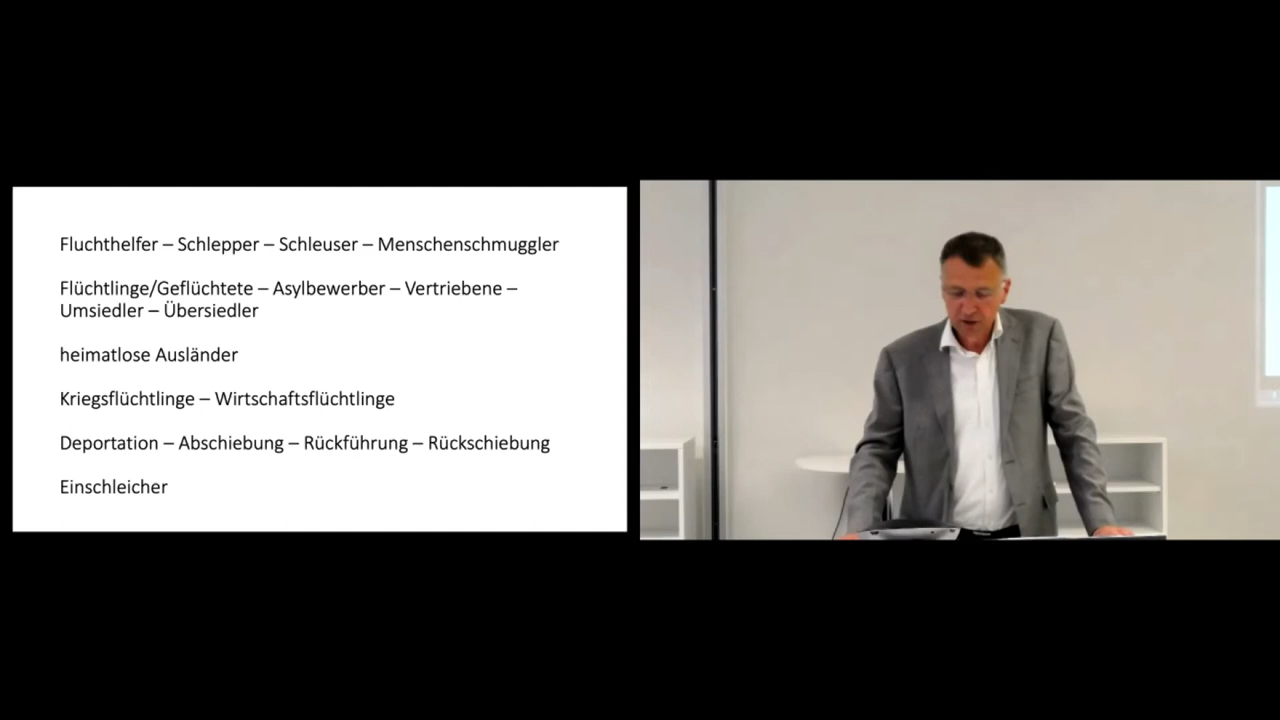 Fluchthelfer – Schlepper – Schleuser – Menschenschmuggler
Flüchtlinge/Geflüchtete – Asylbewerber – Vertriebene –
Umsiedler – Übersiedler
heimatlose Ausländer
Kriegsflüchtlinge – Wirtschaftsflüchtlinge
Deportation – Abschiebung – Rückführung – Rückschiebung
Einschleicher